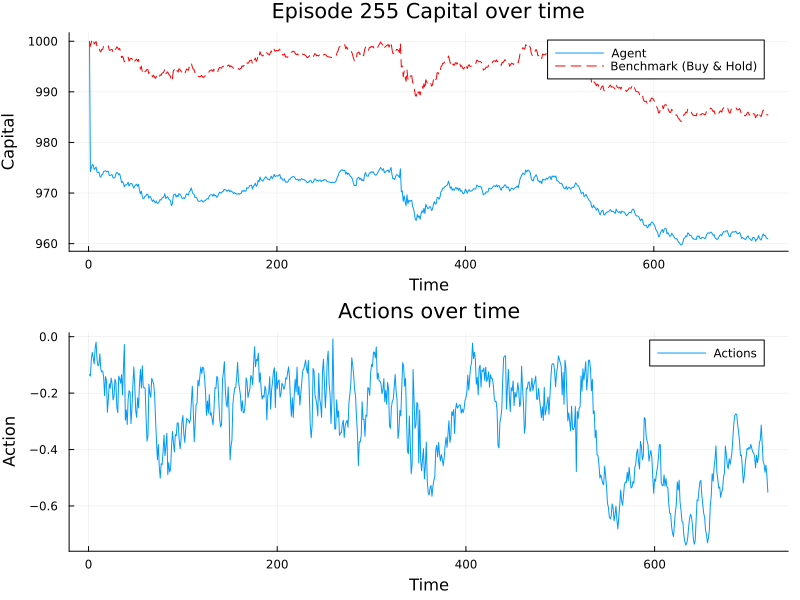 Episode 255 Capital over time
Capital
1000
990
980
970
960
Agent
Benchmark (Buy & Hold)
0
200
400
600
Time
Actions over time
Action
0.0
−0.2
−0.4
−0.6
Actions
0
200
400
600
Time